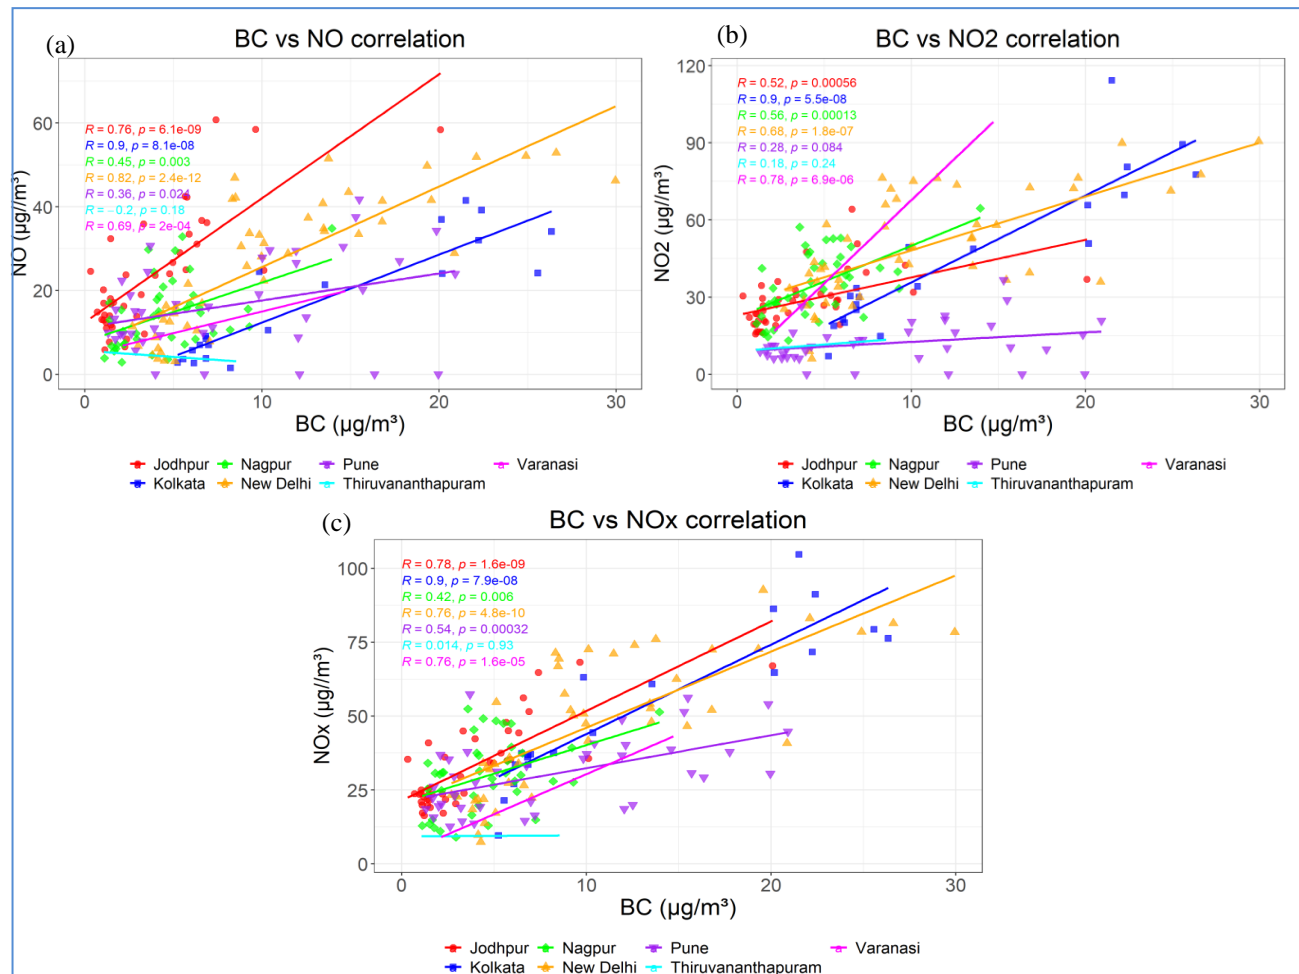 (a)
BC vs NO correlation
R = 0.76, p = 6.1e-09
R = 0.9, p = 8.1e-08
R = 0.45, p = 0.003
R = 0.82, p = 2.4e-12
R = 0.36, p = 0.024
R = −0.2, p = 0.18
R = 0.69, p = 2e-04
NO (µg//m³)
60
40
20
0
0 10 20 30
BC (µg/m³)
Jodhpur Nagpur Pune Varanasi
Kolkata New Delhi Thiruvananthapuram
(b)
BC vs NO2 correlation
R = 0.52, p = 0.00056
R = 0.9, p = 5.5e-08
R = 0.56, p = 0.00013
R = 0.68, p = 1.8e-07
R = 0.28, p = 0.084
R = 0.18, p = 0.24
R = 0.78, p = 6.9e-06
NO2 (µg//m³)
120
90
60
30
0
0 10 20 30
BC (µg/m³)
Jodhpur Nagpur Pune Varanasi
Kolkata New Delhi Thiruvananthapuram
(c)
BC vs NOx correlation
R = 0.78, p = 1.6e-09
R = 0.9, p = 7.9e-08
R = 0.42, p = 0.006
R = 0.76, p = 4.8e-10
R = 0.54, p = 0.00032
R = 0.014, p = 0.93
R = 0.76, p = 1.6e-05
NOx (µg//m³)
100
75
50
25
0
0 10 20 30
BC (µg/m³)
Jodhpur Nagpur Pune Varanasi
Kolkata New Delhi Thiruvananthapuram